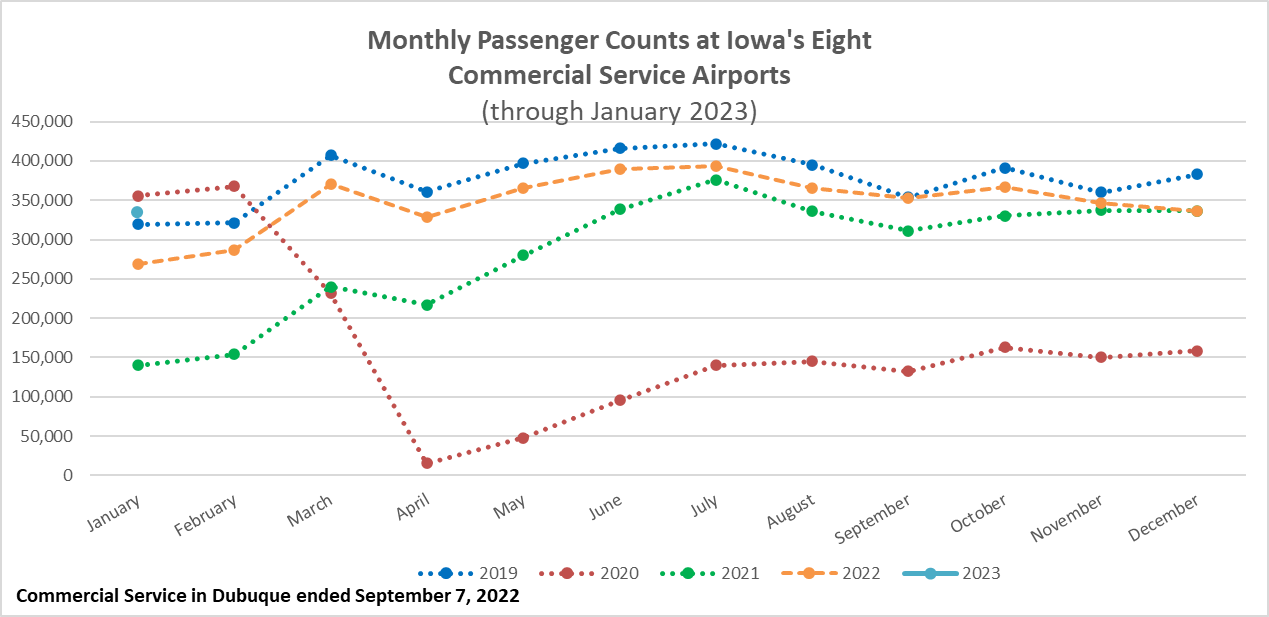 Monthly Passenger Counts at Iowa's Eight
Commercial Service Airports
(through January 2023)
450,000
400,000
350,000
300,000
250,000
200,000
150,000
100,000
50,000
0
January
February
March
April
May
June
July
August
September
October
November
December
2019
2020
2021
2022
2023
Commercial Service in Dubuque ended September 7, 2022